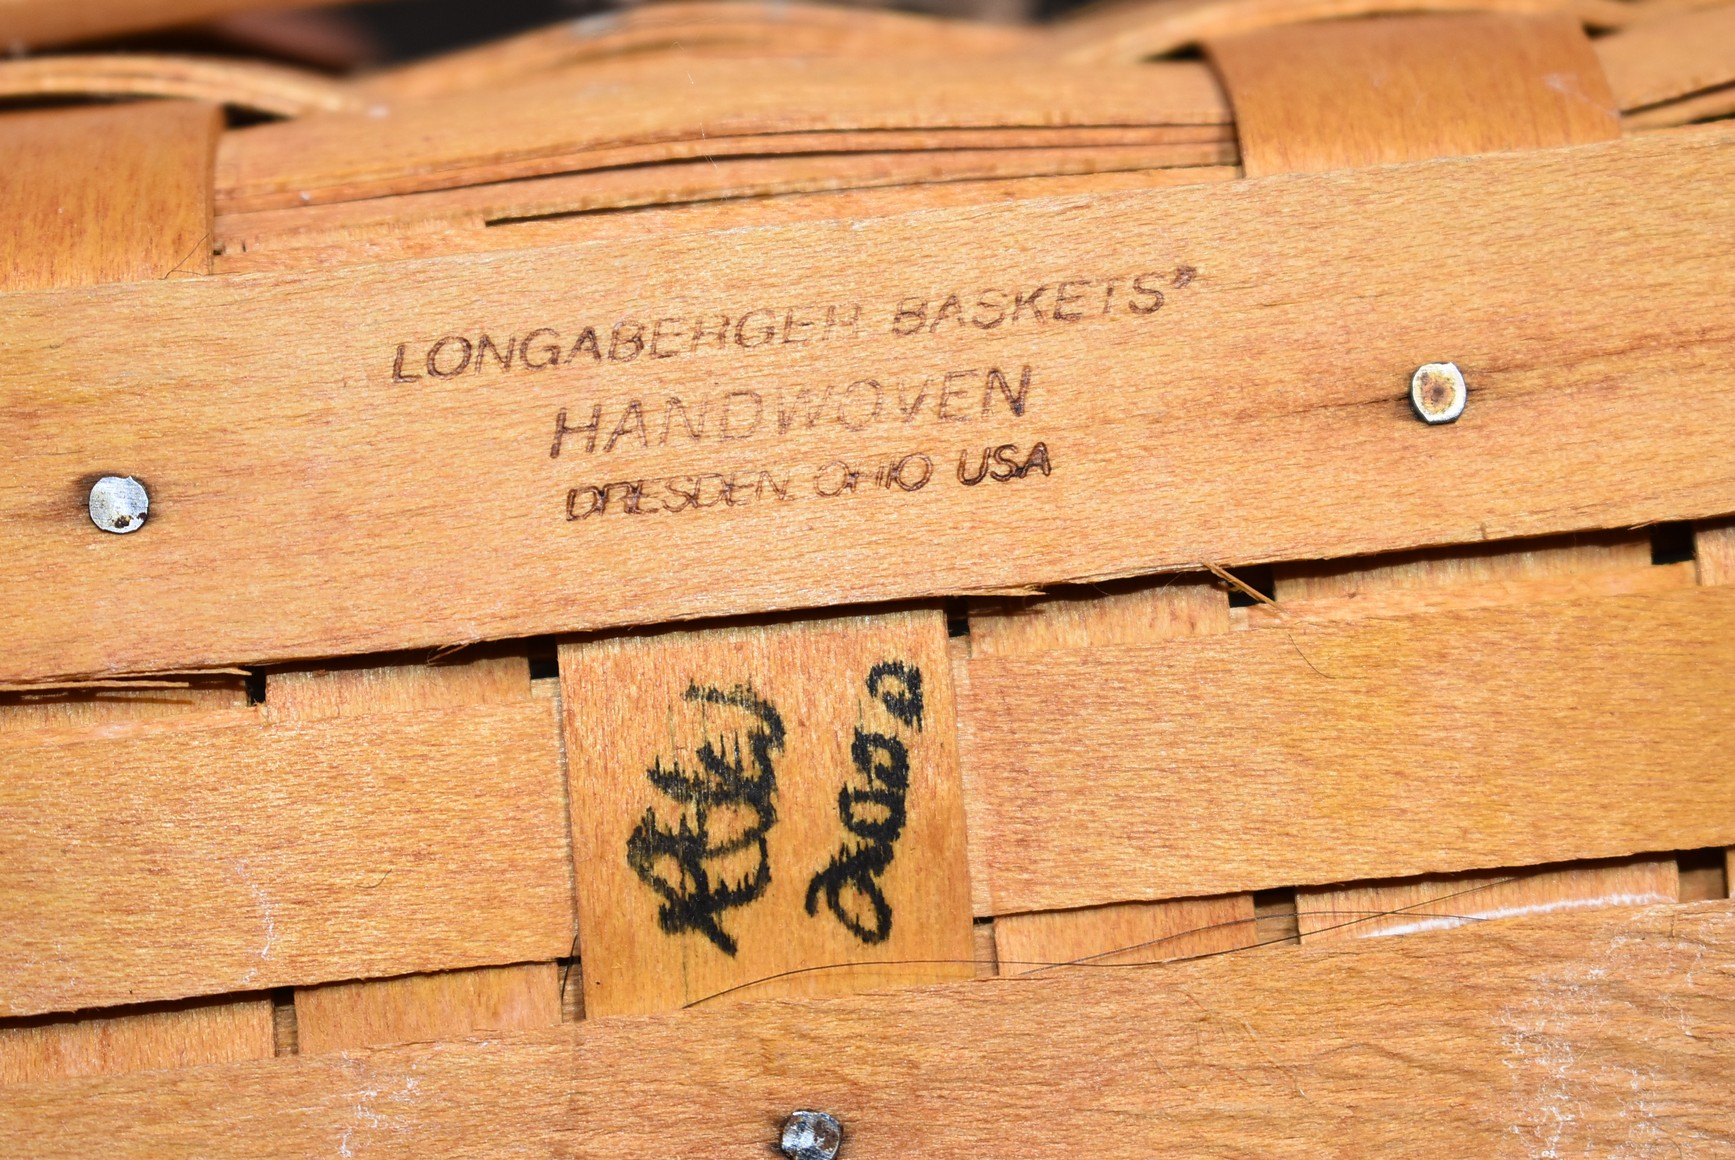 LONGABERGER BASKETS®
HANDWOVEN
DRESDEN, OHIO USA